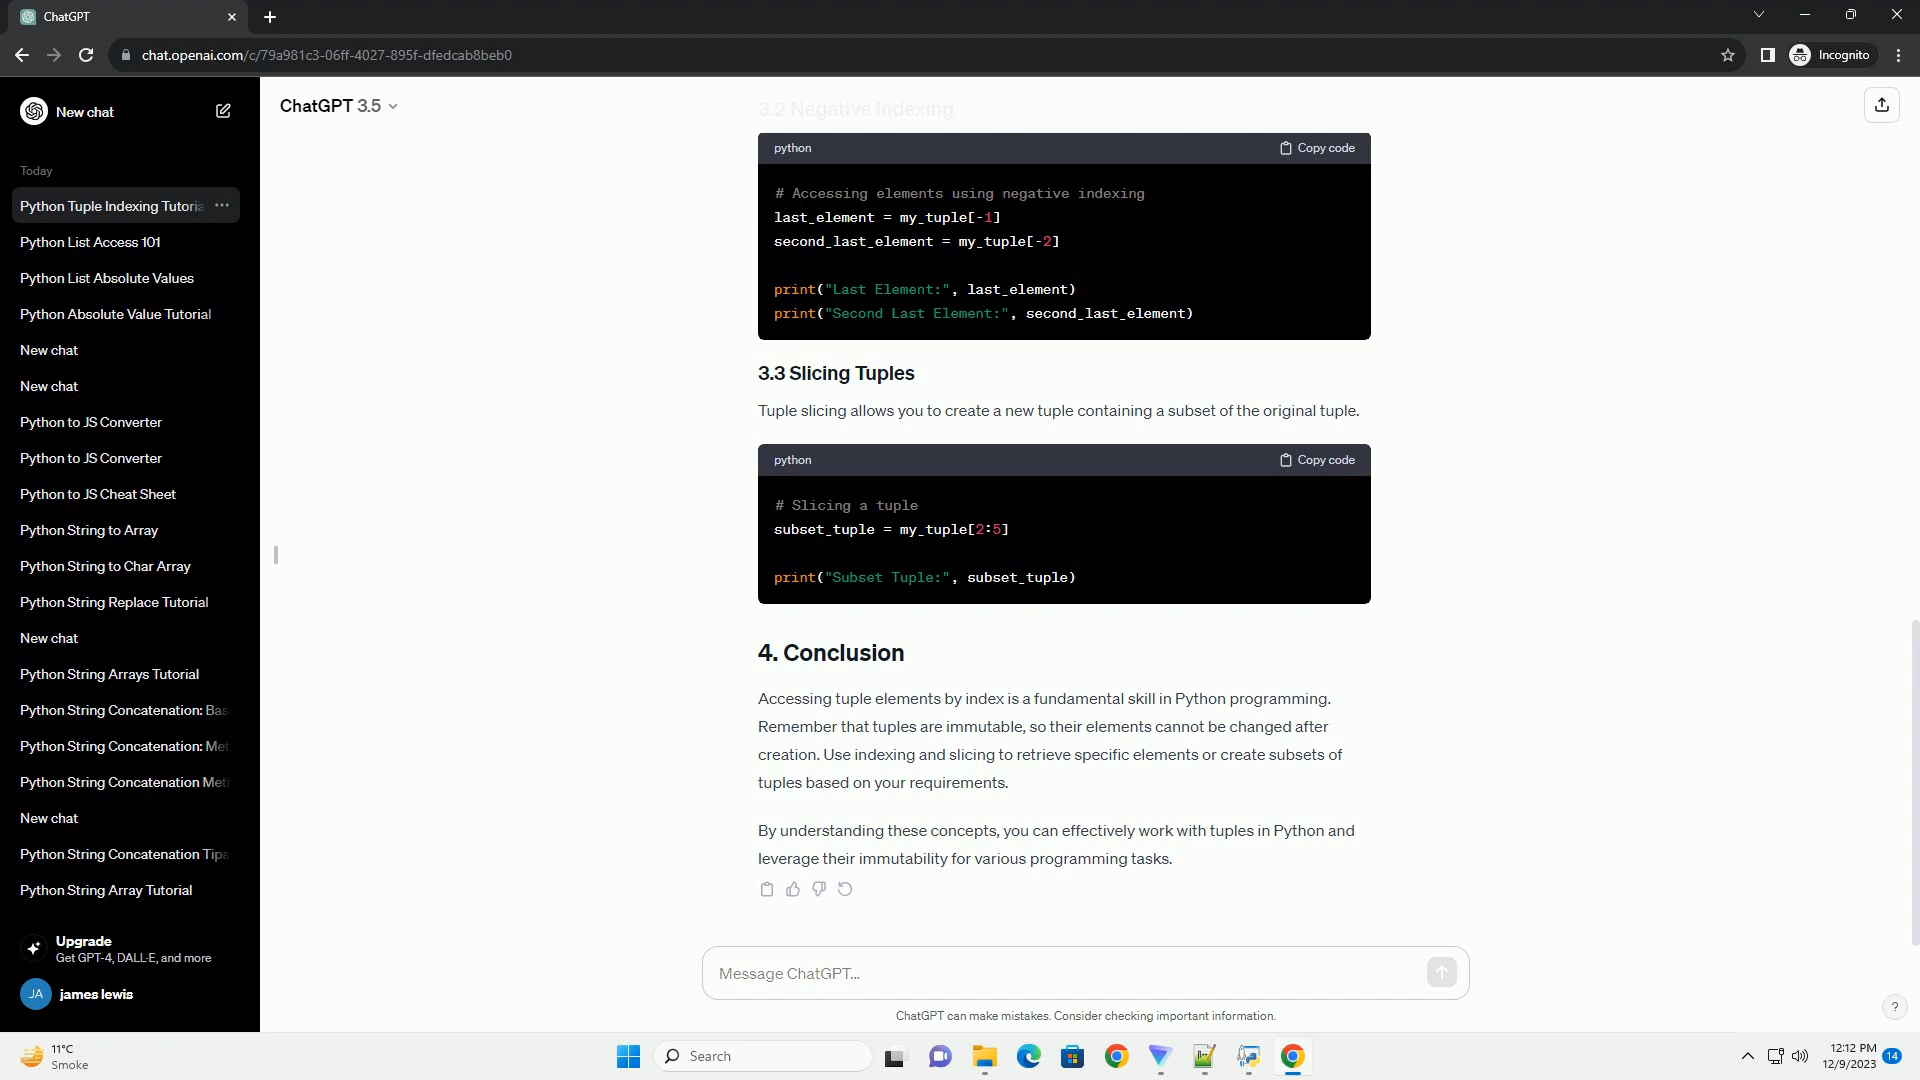 ChatGPT
chat.openai.com/c/79a981c3-06ff-4027-895f-dfedcab8beb0
Incognito
New chat
Today
Python Tuple Indexing Tutoria
Python List Access 101
Python List Absolute Values
Python Absolute Value Tutorial
New chat
New chat
Python to JS Converter
Python to JS Converter
Python to JS Cheat Sheet
Python String to Array
Python String to Char Array
Python String Replace Tutorial
New chat
Python String Arrays Tutorial
Python String Concatenation: Bas
Python String Concatenation: Met
Python String Concatenation Meth
New chat
Python String Concatenation Tips
Python String Array Tutorial
Upgrade
Get GPT-4, DALL·E, and more
JA
james lewis
ChatGPT 3.5
3.2 Negative Indexing
python
Copy code
# Accessing elements using negative indexing
last_element = my_tuple[-1]
second_last_element = my_tuple[-2]
print("Last Element:", last_element)
print("Second Last Element:", second_last_element)
3.3 Slicing Tuples
Tuple slicing allows you to create a new tuple containing a subset of the original tuple.
python
Copy code
# Slicing a tuple
subset_tuple = my_tuple[2:5]
print("Subset Tuple:", subset_tuple)
4. Conclusion
Accessing tuple elements by index is a fundamental skill in Python programming.
Remember that tuples are immutable, so their elements cannot be changed after
creation. Use indexing and slicing to retrieve specific elements or create subsets of
tuples based on your requirements.
By understanding these concepts, you can effectively work with tuples in Python and
leverage their immutability for various programming tasks.
Message ChatGPT...
ChatGPT can make mistakes. Consider checking important information.
?
11°C
Smoke
Search
12:12 PM
12/9/2023
14